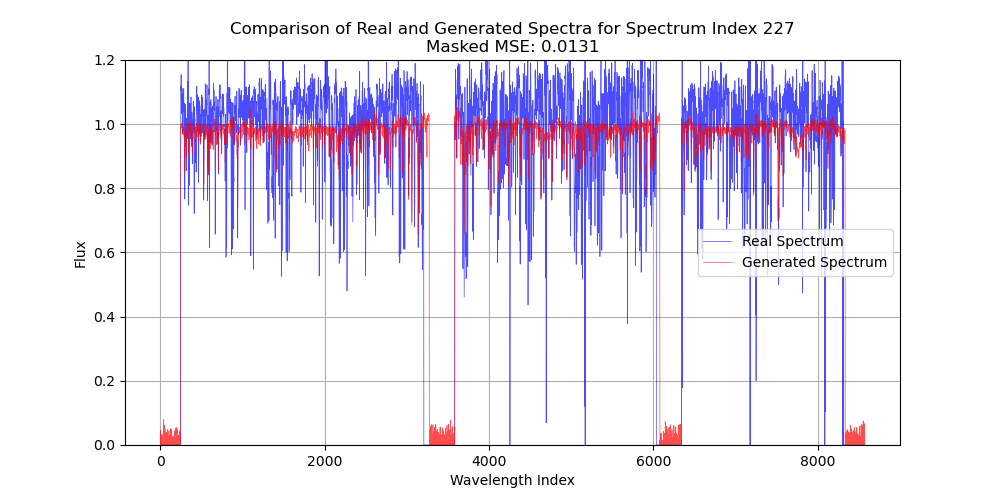 Comparison of Real and Generated Spectra for Spectrum Index 227
Masked MSE: 0.0131
1.2
1.0
0.8
0.6
0.4
0.2
0.0
Flux
Real Spectrum
Generated Spectrum
0
2000
4000
6000
8000
Wavelength Index